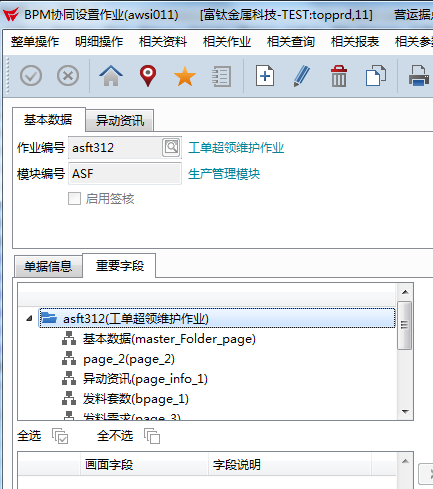 BPM协同设置作业(awsi011) [富钛金属科技-TEST:topprd,11] 营运据点
整单操作 明细操作 相关资料 相关作业 相关查询 相关报表 相关参
基本数据 异动资讯
作业编号 asft312 工单超领维护作业
模块编号 ASF 生产管理模块
启用签核
单据信息 重要字段
asft312(工单超领维护作业)
基本数据(master_Folder_page)
page_2(page_2)
异动资讯(page_info_1)
发料套数(bpage_1)
发料需求(page_3)
全选 全不选
画面字段 字段说明